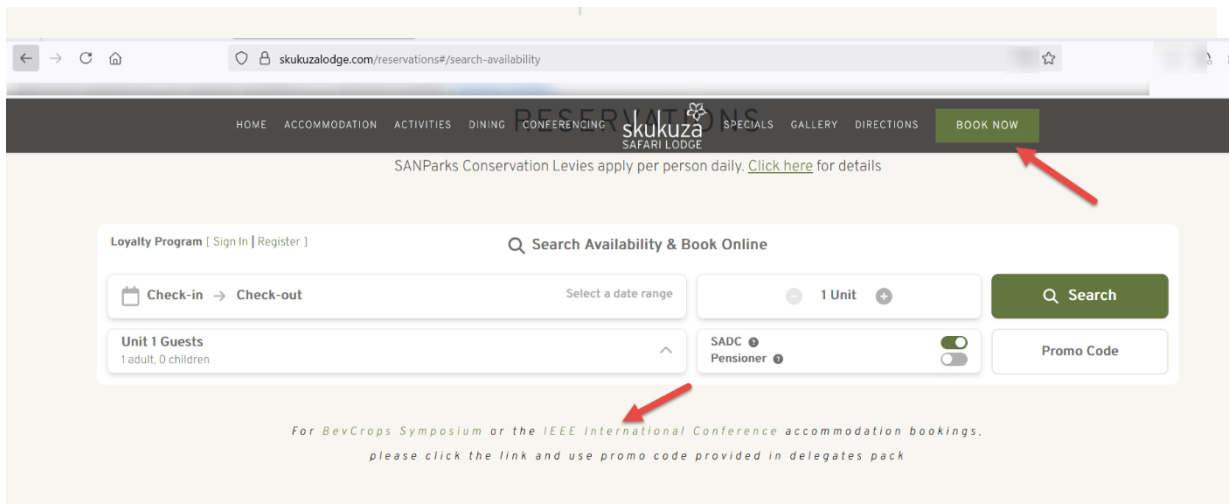 skukuzalodge.com/reservations#/search-availability
RESERVATIONS
HOME ACCOMMODATION ACTIVITIES DINING CONFERENCING skukuza SAFARI LODGE SPECIALS GALLERY DIRECTIONS BOOK NOW
SANParks Conservation Levies apply per person daily. Click here for details
Loyalty Program [ Sign In | Register ] Search Availability & Book Online
Check-in → Check-out Select a date range 1 Unit Search
Unit 1 Guests SADC
1 adult, 0 children Pensioner Promo Code
For BevCrops Symposium or the IEEE International Conference accommodation bookings,
please click the link and use promo code provided in delegates pack